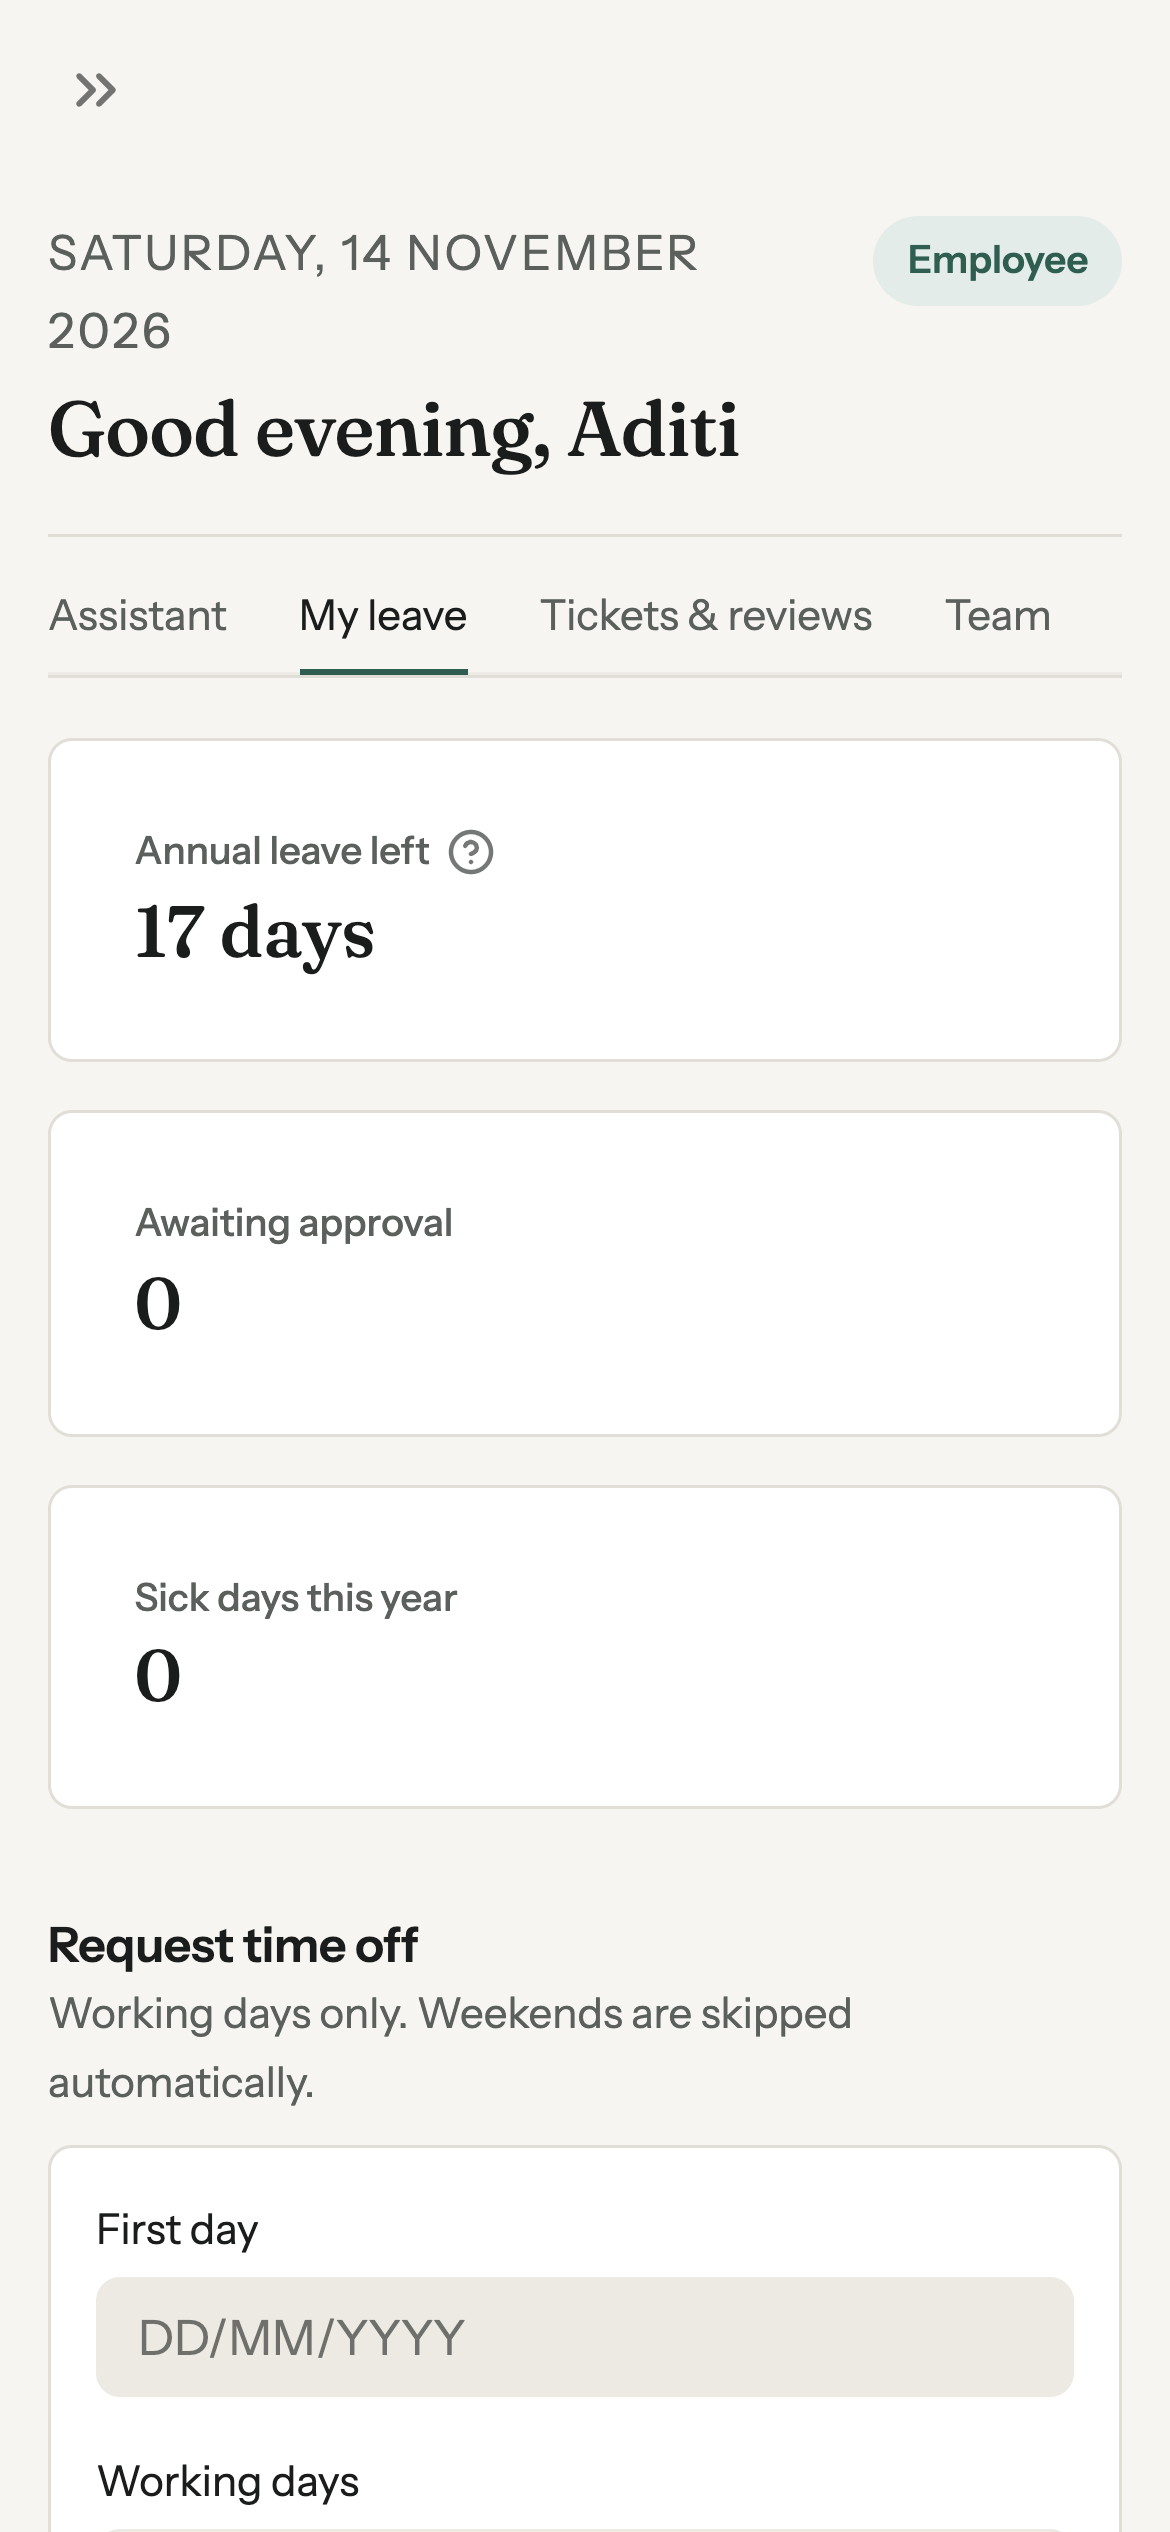 SATURDAY, 14 NOVEMBER
2026
Employee
Good evening, Aditi
Assistant My leave Tickets & reviews Team
Annual leave left
17 days
Awaiting approval
0
Sick days this year
0
Request time off
Working days only. Weekends are skipped
automatically.
First day
DD/MM/YYYY
Working days